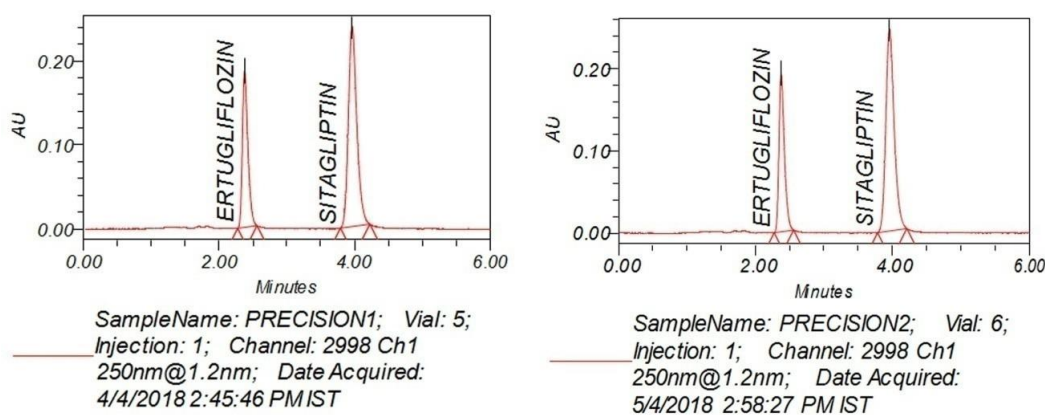 AU
0.20
0.10
0.00
ERTUGLIFLOZIN
SITAGLIPTIN
0.00 2.00 4.00 6.00
Minutes
SampleName: PRECISION1; Vial: 5;
Injection: 1; Channel: 2998 Ch1
250nm@1.2nm; Date Acquired:
4/4/2018 2:45:46 PM IST
AU
0.20
0.10
0.00
ERTUGLIFLOZIN
SITAGLIPTIN
0.00 2.00 4.00 6.00
Minutes
SampleName: PRECISION2; Vial: 6;
Injection: 1; Channel: 2998 Ch1
250nm@1.2nm; Date Acquired:
5/4/2018 2:58:27 PM IST